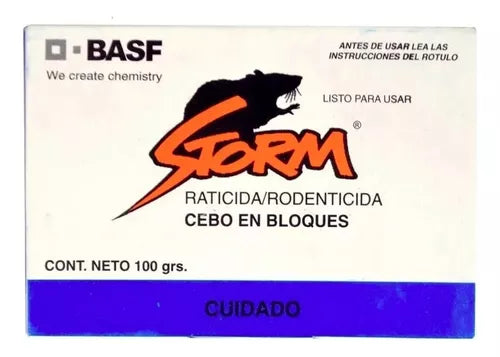 BASF
We create chemistry
ANTES DE USAR LEA LAS
INSTRUCCIONES DEL ROTULO
LISTO PARA USAR
STORM®
RATICIDA/RODENTICIDA
CEBO EN BLOQUES
CONT. NETO 100 grs.
CUIDADO